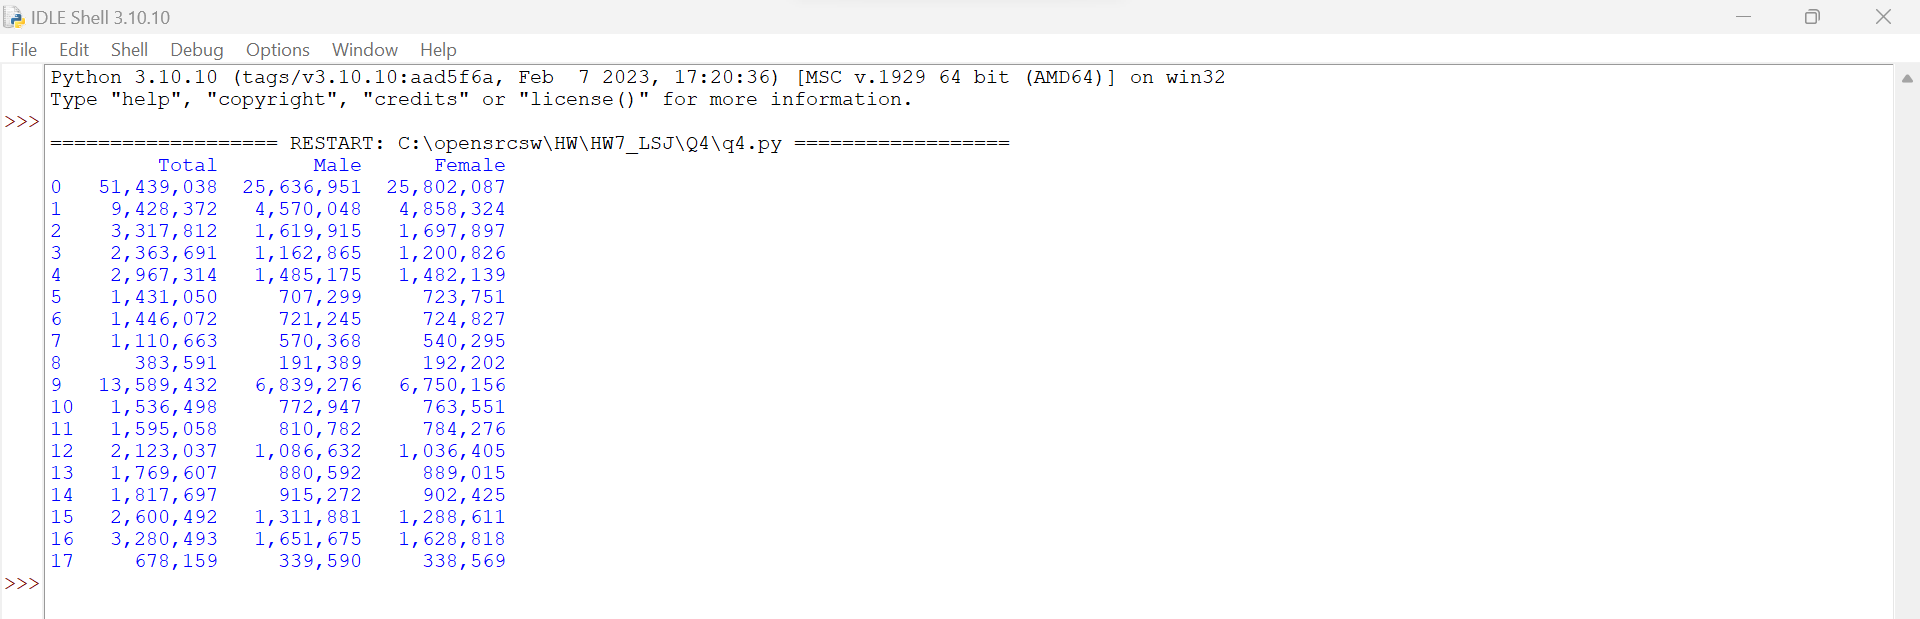 IDLE Shell 3.10.10
File Edit Shell Debug Options Window Help
Python 3.10.10 (tags/v3.10.10:aad5f6a, Feb  7 2023, 17:20:36) [MSC v.1929 64 bit (AMD64)] on win32
Type "help", "copyright", "credits" or "license()" for more information.
>>>
=================== RESTART: C:\opensrcsw\HW\HW7_LSJ\Q4\q4.py ==================
         Total        Male      Female
0   51,439,038  25,636,951  25,802,087
1    9,428,372   4,570,048   4,858,324
2    3,317,812   1,619,915   1,697,897
3    2,363,691   1,162,865   1,200,826
4    2,967,314   1,485,175   1,482,139
5    1,431,050     707,299     723,751
6    1,446,072     721,245     724,827
7    1,110,663     570,368     540,295
8      383,591     191,389     192,202
9   13,589,432   6,839,276   6,750,156
10   1,536,498     772,947     763,551
11   1,595,058     810,782     784,276
12   2,123,037   1,086,632   1,036,405
13   1,769,607     880,592     889,015
14   1,817,697     915,272     902,425
15   2,600,492   1,311,881   1,288,611
16   3,280,493   1,651,675   1,628,818
17     678,159     339,590     338,569
>>>